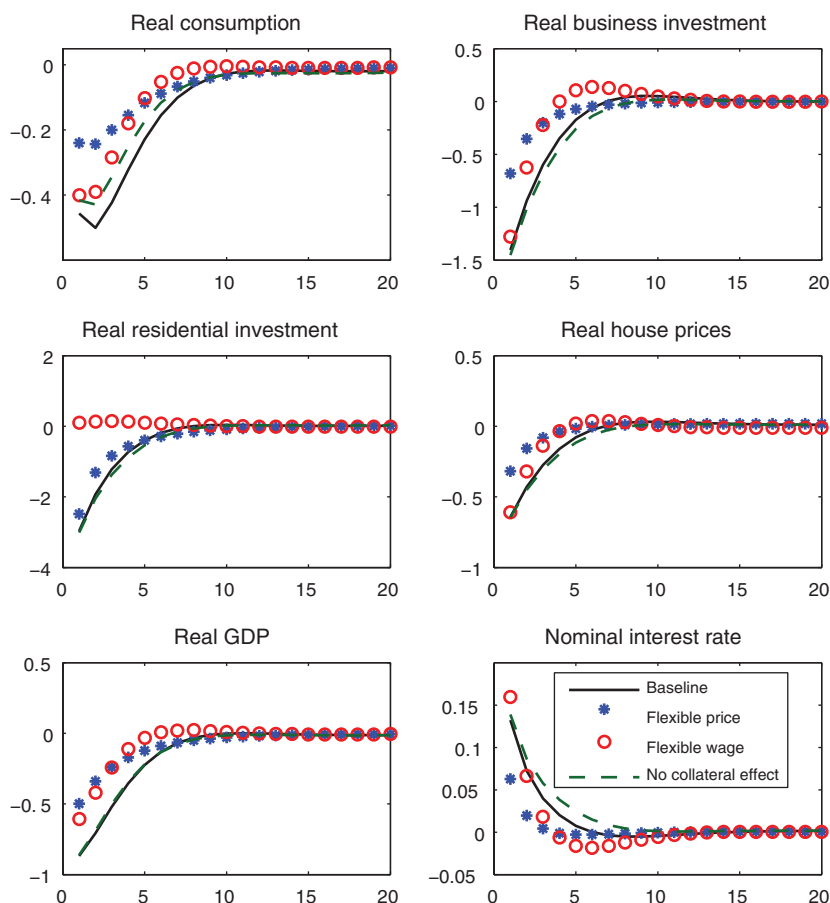 Real consumption
0
−0.2
−0.4
0 5 10 15 20
Real business investment
0.5
0
−0.5
−1
−1.5
0 5 10 15 20
Real residential investment
2
0
−2
−4
0 5 10 15 20
Real house prices
0.5
0
−0.5
−1
0 5 10 15 20
Real GDP
0.5
0
−0.5
−1
0 5 10 15 20
Nominal interest rate
0.15
0.1
0.05
0
−0.05
0 5 10 15 20
Baseline
Flexible price
Flexible wage
No collateral effect